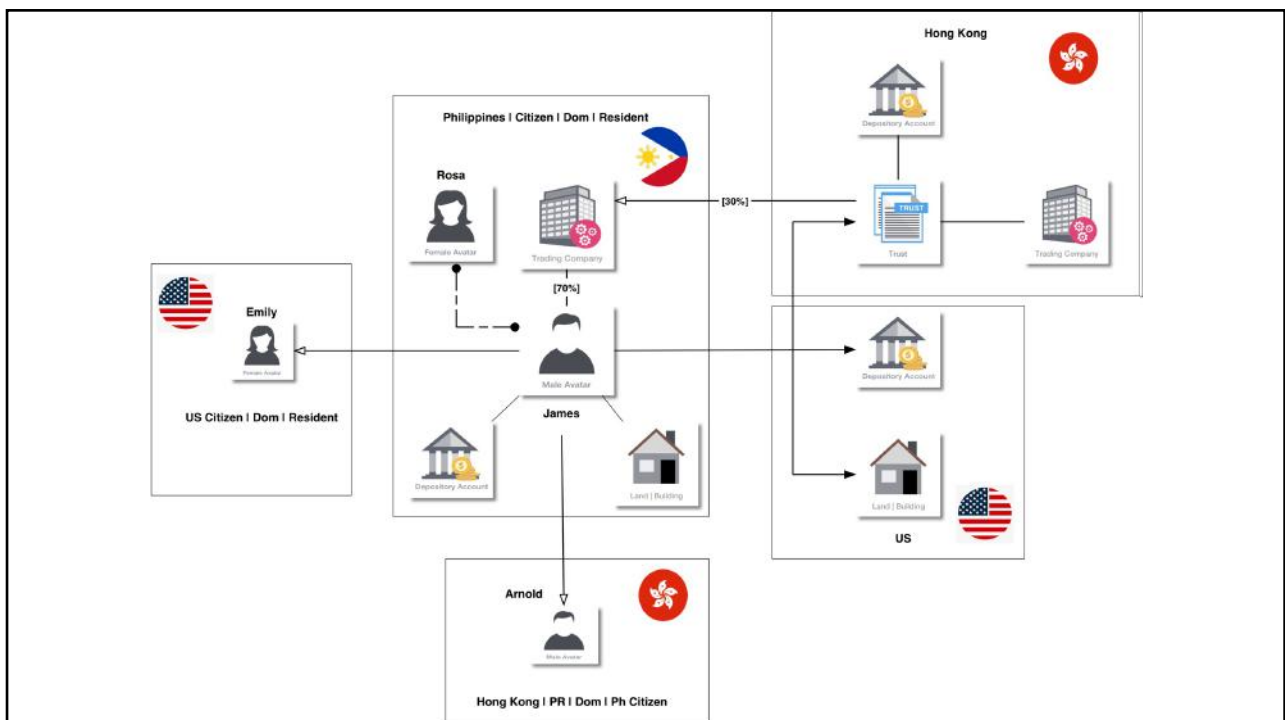 Hong Kong
Depository Account
Philippines | Citizen | Dom | Resident
Rosa
Female Avatar
Trading Company
[30%]
TRUST
Trust
Trading Company
[70%]
Emily
Female Avatar
US Citizen | Dom | Resident
Male Avatar
James
Depository Account
Depository Account
Land | Building
Land | Building
US
Arnold
Male Avatar
Hong Kong | PR | Dom | Ph Citizen